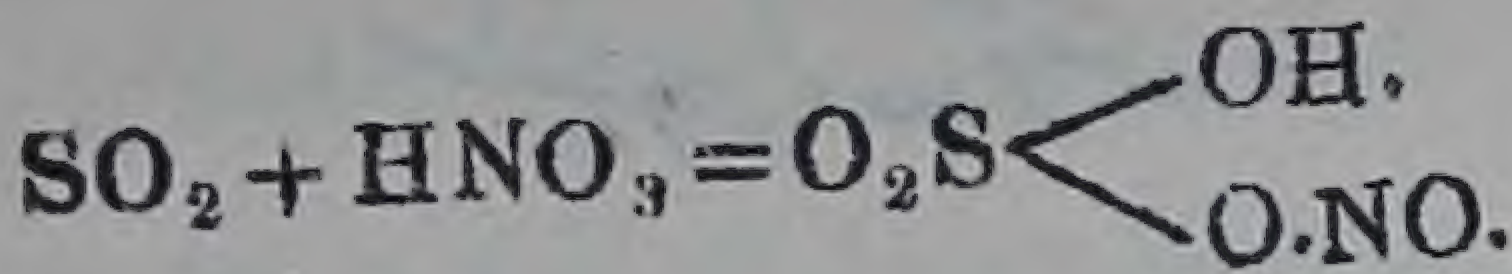 OH.
SO₂ + HNO₃ = O₂S
O.NO.